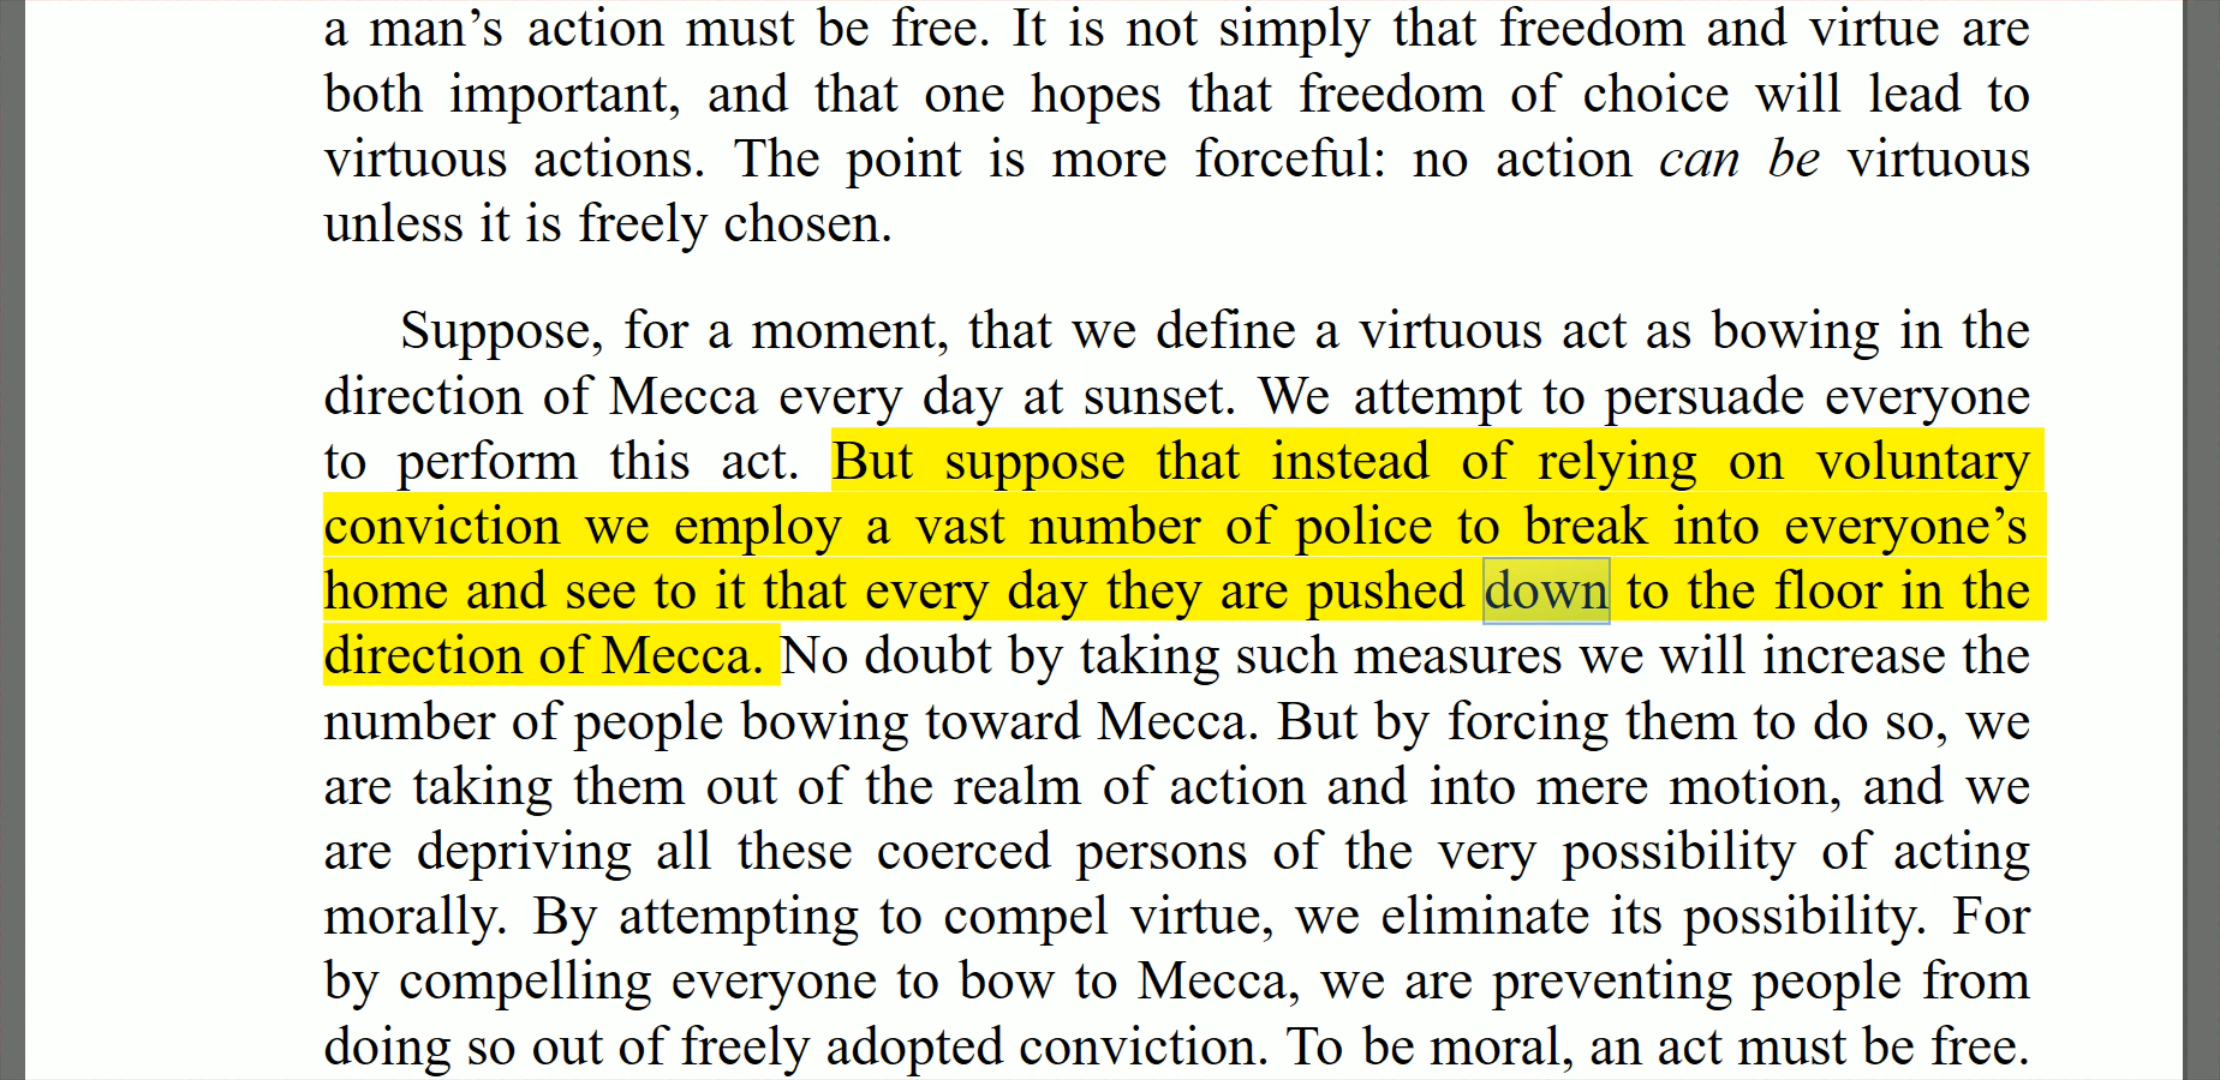 a man’s action must be free. It is not simply that freedom and virtue are
both important, and that one hopes that freedom of choice will lead to
virtuous actions. The point is more forceful: no action can be virtuous
unless it is freely chosen.
Suppose, for a moment, that we define a virtuous act as bowing in the
direction of Mecca every day at sunset. We attempt to persuade everyone
to perform this act. But suppose that instead of relying on voluntary
conviction we employ a vast number of police to break into everyone’s
home and see to it that every day they are pushed down to the floor in the
direction of Mecca. No doubt by taking such measures we will increase the
number of people bowing toward Mecca. But by forcing them to do so, we
are taking them out of the realm of action and into mere motion, and we
are depriving all these coerced persons of the very possibility of acting
morally. By attempting to compel virtue, we eliminate its possibility. For
by compelling everyone to bow to Mecca, we are preventing people from
doing so out of freely adopted conviction. To be moral, an act must be free.